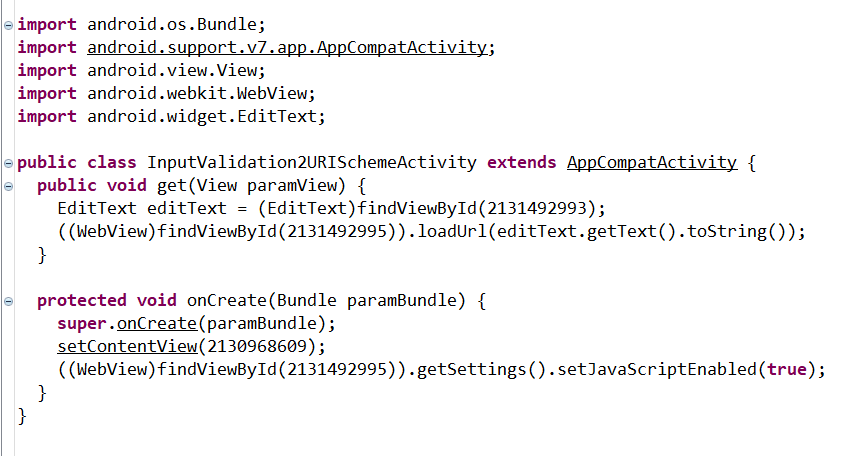 import android.os.Bundle;
import android.support.v7.app.AppCompatActivity;
import android.view.View;
import android.webkit.WebView;
import android.widget.EditText;

public class InputValidation2URISchemeActivity extends AppCompatActivity {
  public void get(View paramView) {
    EditText editText = (EditText)findViewById(2131492993);
    ((WebView)findViewById(2131492995)).loadUrl(editText.getText().toString());
  }

  protected void onCreate(Bundle paramBundle) {
    super.onCreate(paramBundle);
    setContentView(2130968609);
    ((WebView)findViewById(2131492995)).getSettings().setJavaScriptEnabled(true);
  }
}